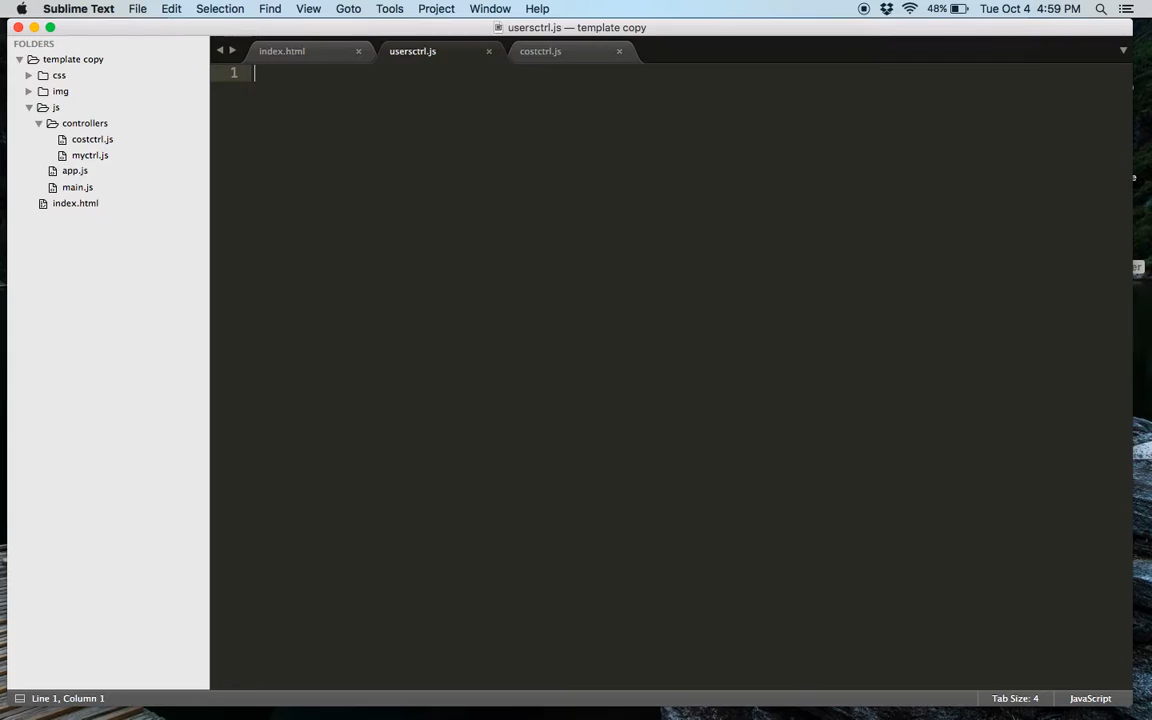 Sublime Text File Edit Selection Find View Goto Tools Project Window Help 48% Tue Oct 4 4:59 PM
usersctrl.js — template copy
FOLDERS
template copy
css
img
js
controllers
costctrl.js
myctrl.js
app.js
main.js
index.html
index.html × usersctrl.js × costctrl.js ×
1
Line 1, Column 1 Tab Size: 4 JavaScript